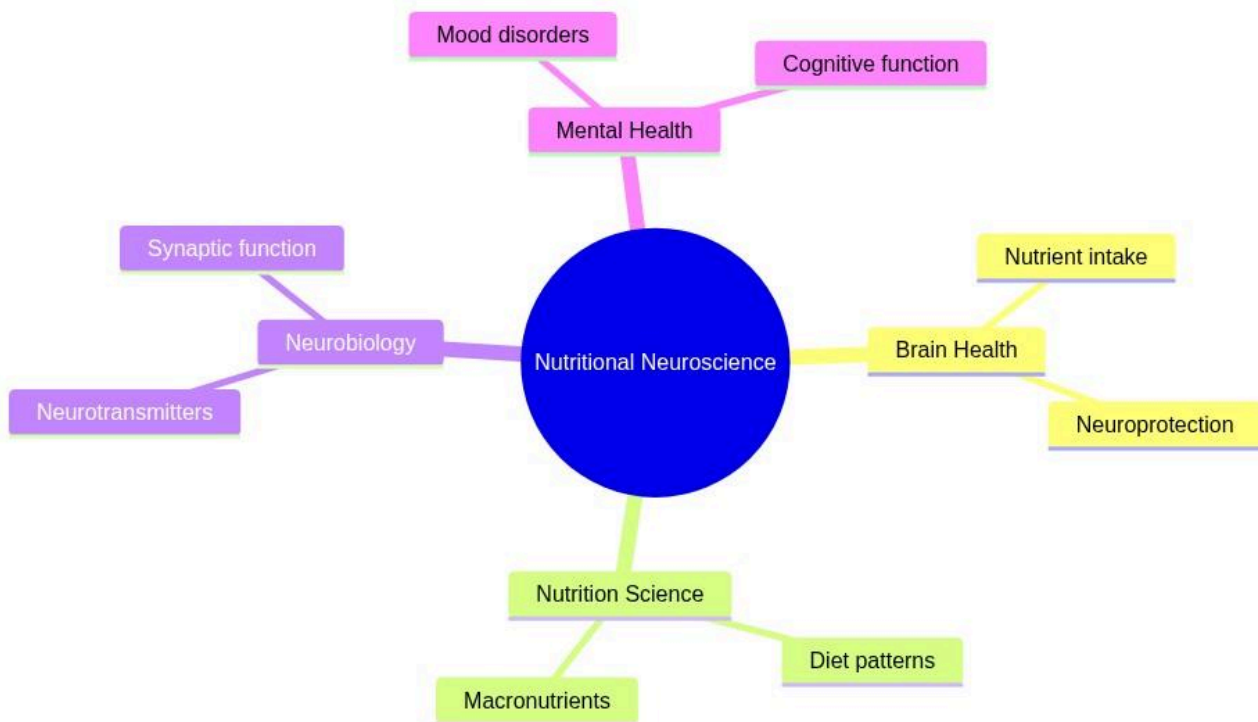 Mood disorders
Cognitive function
Mental Health
Synaptic function
Nutrient intake
Neurobiology
Nutritional Neuroscience
Brain Health
Neurotransmitters
Neuroprotection
Nutrition Science
Diet patterns
Macronutrients